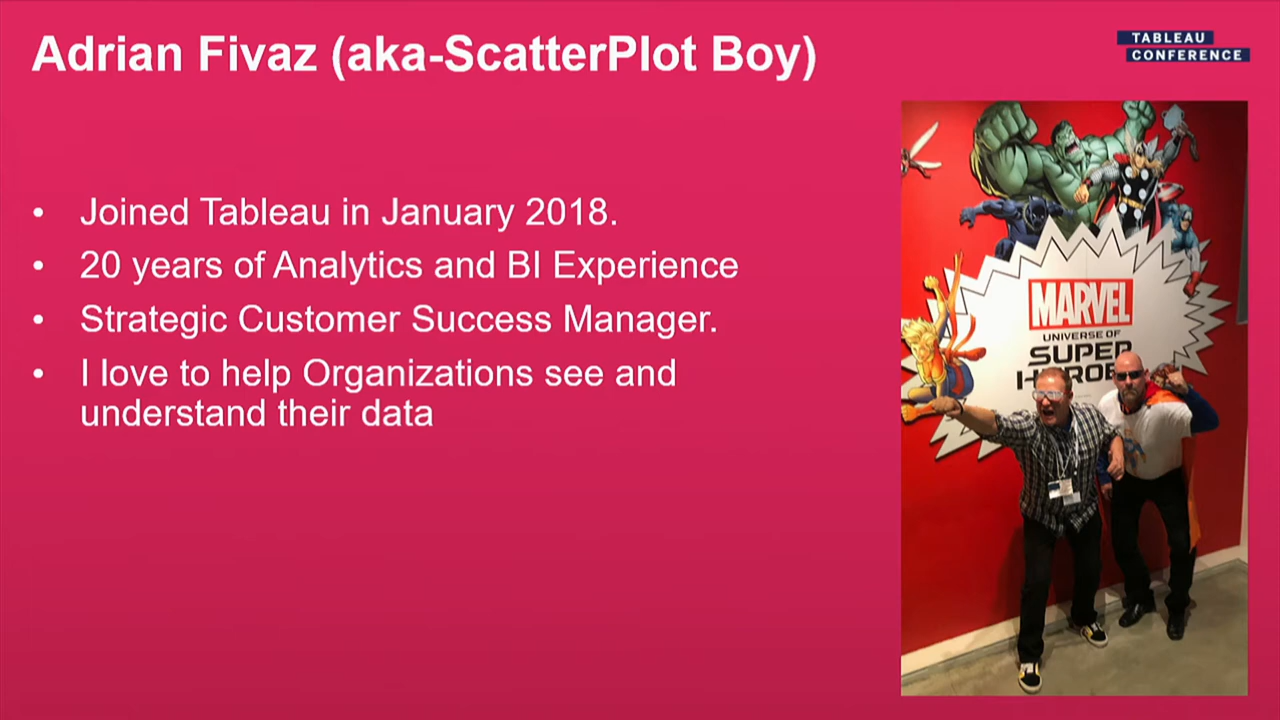 Adrian Fivaz (aka-ScatterPlot Boy)
TABLEAU
CONFERENCE
• Joined Tableau in January 2018.
• 20 years of Analytics and BI Experience
• Strategic Customer Success Manager.
• I love to help Organizations see and
understand their data
MARVEL
UNIVERSE OF
SUPER
HEROES